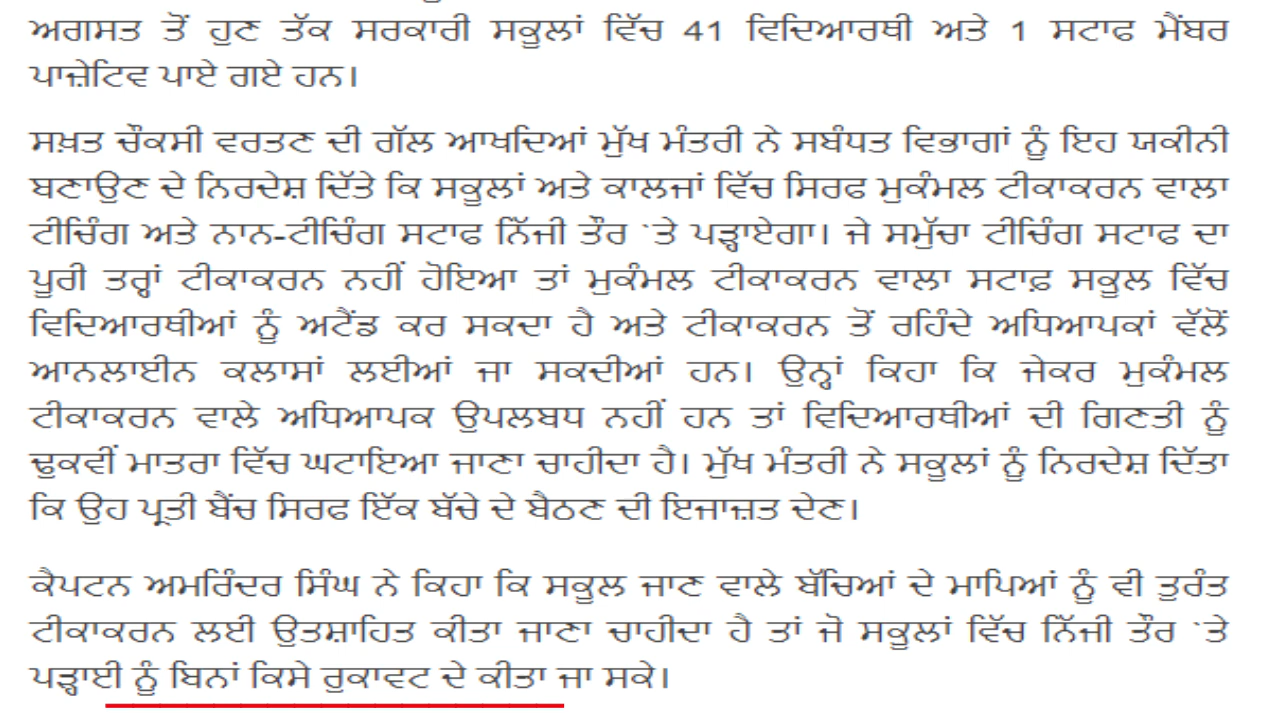 ਅਗਸਤ ਤੋਂ ਹੁਣ ਤੱਕ ਸਰਕਾਰੀ ਸਕੂਲਾਂ ਵਿੱਚ 41 ਵਿਦਿਆਰਥੀ ਅਤੇ 1 ਸਟਾਫ ਮੈਂਬਰ
ਪਾਜ਼ੇਟਿਵ ਪਾਏ ਗਏ ਹਨ।
ਸਖ਼ਤ ਚੌਕਸੀ ਵਰਤਣ ਦੀ ਗੱਲ ਆਖਦਿਆਂ ਮੁੱਖ ਮੰਤਰੀ ਨੇ ਸਬੰਧਤ ਵਿਭਾਗਾਂ ਨੂੰ ਇਹ ਯਕੀਨੀ
ਬਣਾਉਣ ਦੇ ਨਿਰਦੇਸ਼ ਦਿੱਤੇ ਕਿ ਸਕੂਲਾਂ ਅਤੇ ਕਾਲਜਾਂ ਵਿੱਚ ਸਿਰਫ ਮੁਕੰਮਲ ਟੀਕਾਕਰਨ ਵਾਲਾ
ਟੀਚਿੰਗ ਅਤੇ ਨਾਨ-ਟੀਚਿੰਗ ਸਟਾਫ ਨਿੱਜੀ ਤੌਰ `ਤੇ ਪੜ੍ਹਾਏਗਾ। ਜੇ ਸਮੁੱਚਾ ਟੀਚਿੰਗ ਸਟਾਫ ਦਾ
ਪੂਰੀ ਤਰ੍ਹਾਂ ਟੀਕਾਕਰਨ ਨਹੀਂ ਹੋਇਆ ਤਾਂ ਮੁਕੰਮਲ ਟੀਕਾਕਰਨ ਵਾਲਾ ਸਟਾਫ਼ ਸਕੂਲ ਵਿੱਚ
ਵਿਦਿਆਰਥੀਆਂ ਨੂੰ ਅਟੈਂਡ ਕਰ ਸਕਦਾ ਹੈ ਅਤੇ ਟੀਕਾਕਰਨ ਤੋਂ ਰਹਿੰਦੇ ਅਧਿਆਪਕਾਂ ਵੱਲੋਂ
ਆਨਲਾਈਨ ਕਲਾਸਾਂ ਲਈਆਂ ਜਾ ਸਕਦੀਆਂ ਹਨ। ਉਨ੍ਹਾਂ ਕਿਹਾ ਕਿ ਜੇਕਰ ਮੁਕੰਮਲ
ਟੀਕਾਕਰਨ ਵਾਲੇ ਅਧਿਆਪਕ ਉਪਲਬਧ ਨਹੀਂ ਹਨ ਤਾਂ ਵਿਦਿਆਰਥੀਆਂ ਦੀ ਗਿਣਤੀ ਨੂੰ
ਢੁਕਵੀਂ ਮਾਤਰਾ ਵਿੱਚ ਘਟਾਇਆ ਜਾਣਾ ਚਾਹੀਦਾ ਹੈ। ਮੁੱਖ ਮੰਤਰੀ ਨੇ ਸਕੂਲਾਂ ਨੂੰ ਨਿਰਦੇਸ਼ ਦਿੱਤਾ
ਕਿ ਉਹ ਪ੍ਰਤੀ ਬੈਂਚ ਸਿਰਫ ਇੱਕ ਬੱਚੇ ਦੇ ਬੈਠਣ ਦੀ ਇਜਾਜ਼ਤ ਦੇਣ।
ਕੈਪਟਨ ਅਮਰਿੰਦਰ ਸਿੰਘ ਨੇ ਕਿਹਾ ਕਿ ਸਕੂਲ ਜਾਣ ਵਾਲੇ ਬੱਚਿਆਂ ਦੇ ਮਾਪਿਆਂ ਨੂੰ ਵੀ ਤੁਰੰਤ
ਟੀਕਾਕਰਨ ਲਈ ਉਤਸ਼ਾਹਿਤ ਕੀਤਾ ਜਾਣਾ ਚਾਹੀਦਾ ਹੈ ਤਾਂ ਜੋ ਸਕੂਲਾਂ ਵਿੱਚ ਨਿੱਜੀ ਤੌਰ `ਤੇ
ਪੜ੍ਹਾਈ ਨੂੰ ਬਿਨਾਂ ਕਿਸੇ ਰੁਕਾਵਟ ਦੇ ਕੀਤਾ ਜਾ ਸਕੇ।